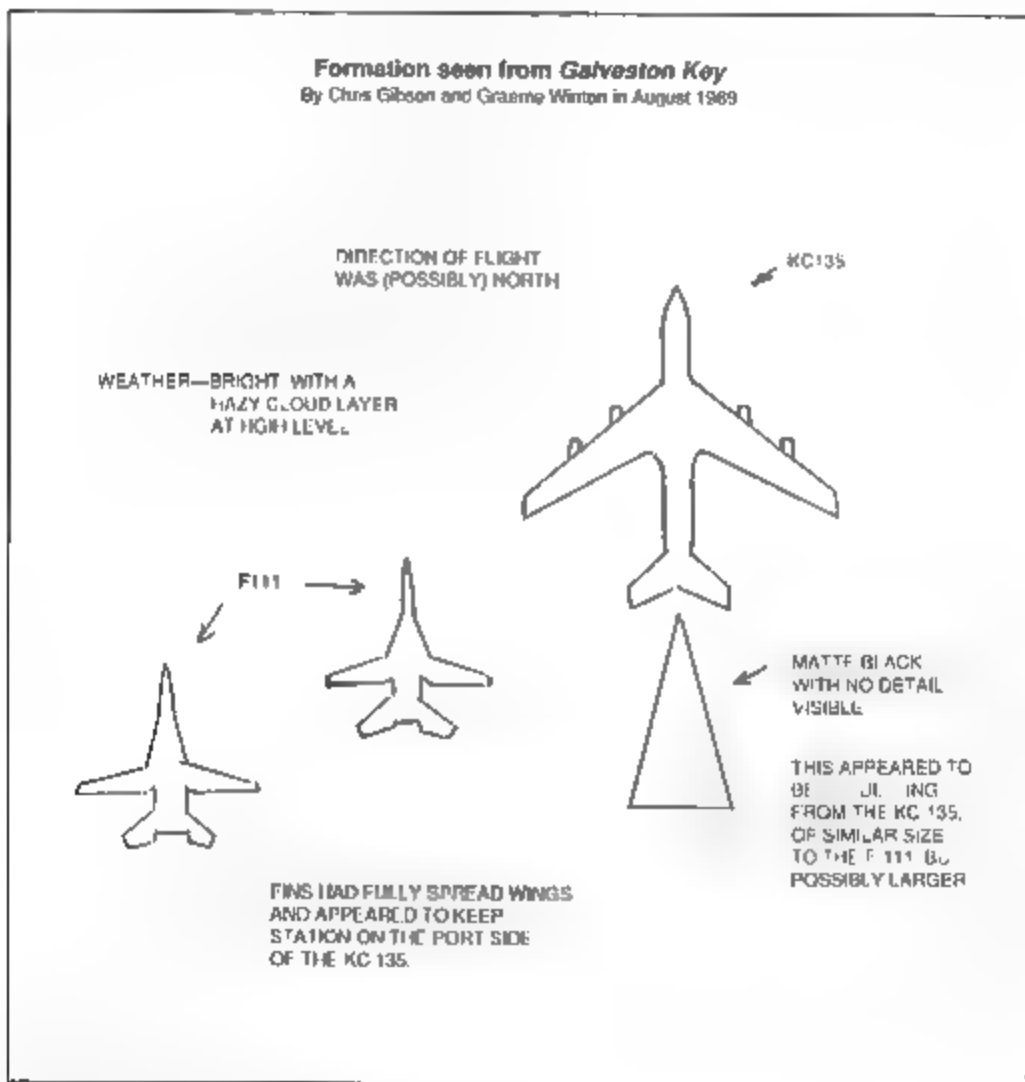 Formation seen from Galveston Key
By Chris Gibson and Graeme Winton in August 1989
DIRECTION OF FLIGHT
WAS (POSSIBLY) NORTH
KC135
WEATHER—BRIGHT WITH A
HAZY CLOUD LAYER
AT HGIH LEVEL
F111
MATTE BLACK
WITH NO DETAIL
VISIBLE
THIS APPEARED TO
BE
FROM THE KC 135,
OF SIMILAR SIZE
TO THE F 111
POSSIBLY LARGER
HAD FULLY SPREAD WINGS
AND APPEARED TO KEEP
STATION ON THE PORT SIDE
OF THE KC 135.